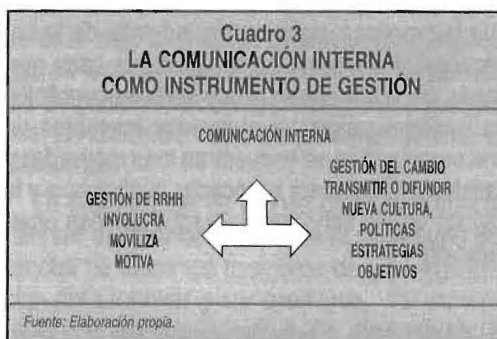 Cuadro 3
LA COMUNICACIÓN INTERNA
COMO INSTRUMENTO DE GESTIÓN
COMUNICACIÓN INTERNA
GESTIÓN DE RRHH
INVOLUCRA
MOVILIZA
MOTIVA
GESTIÓN DEL CAMBIO
TRANSMITIR O DIFUNDIR
NUEVA CULTURA,
POLÍTICAS
ESTRATEGIAS
OBJETIVOS
Fuente: Elaboración propia.